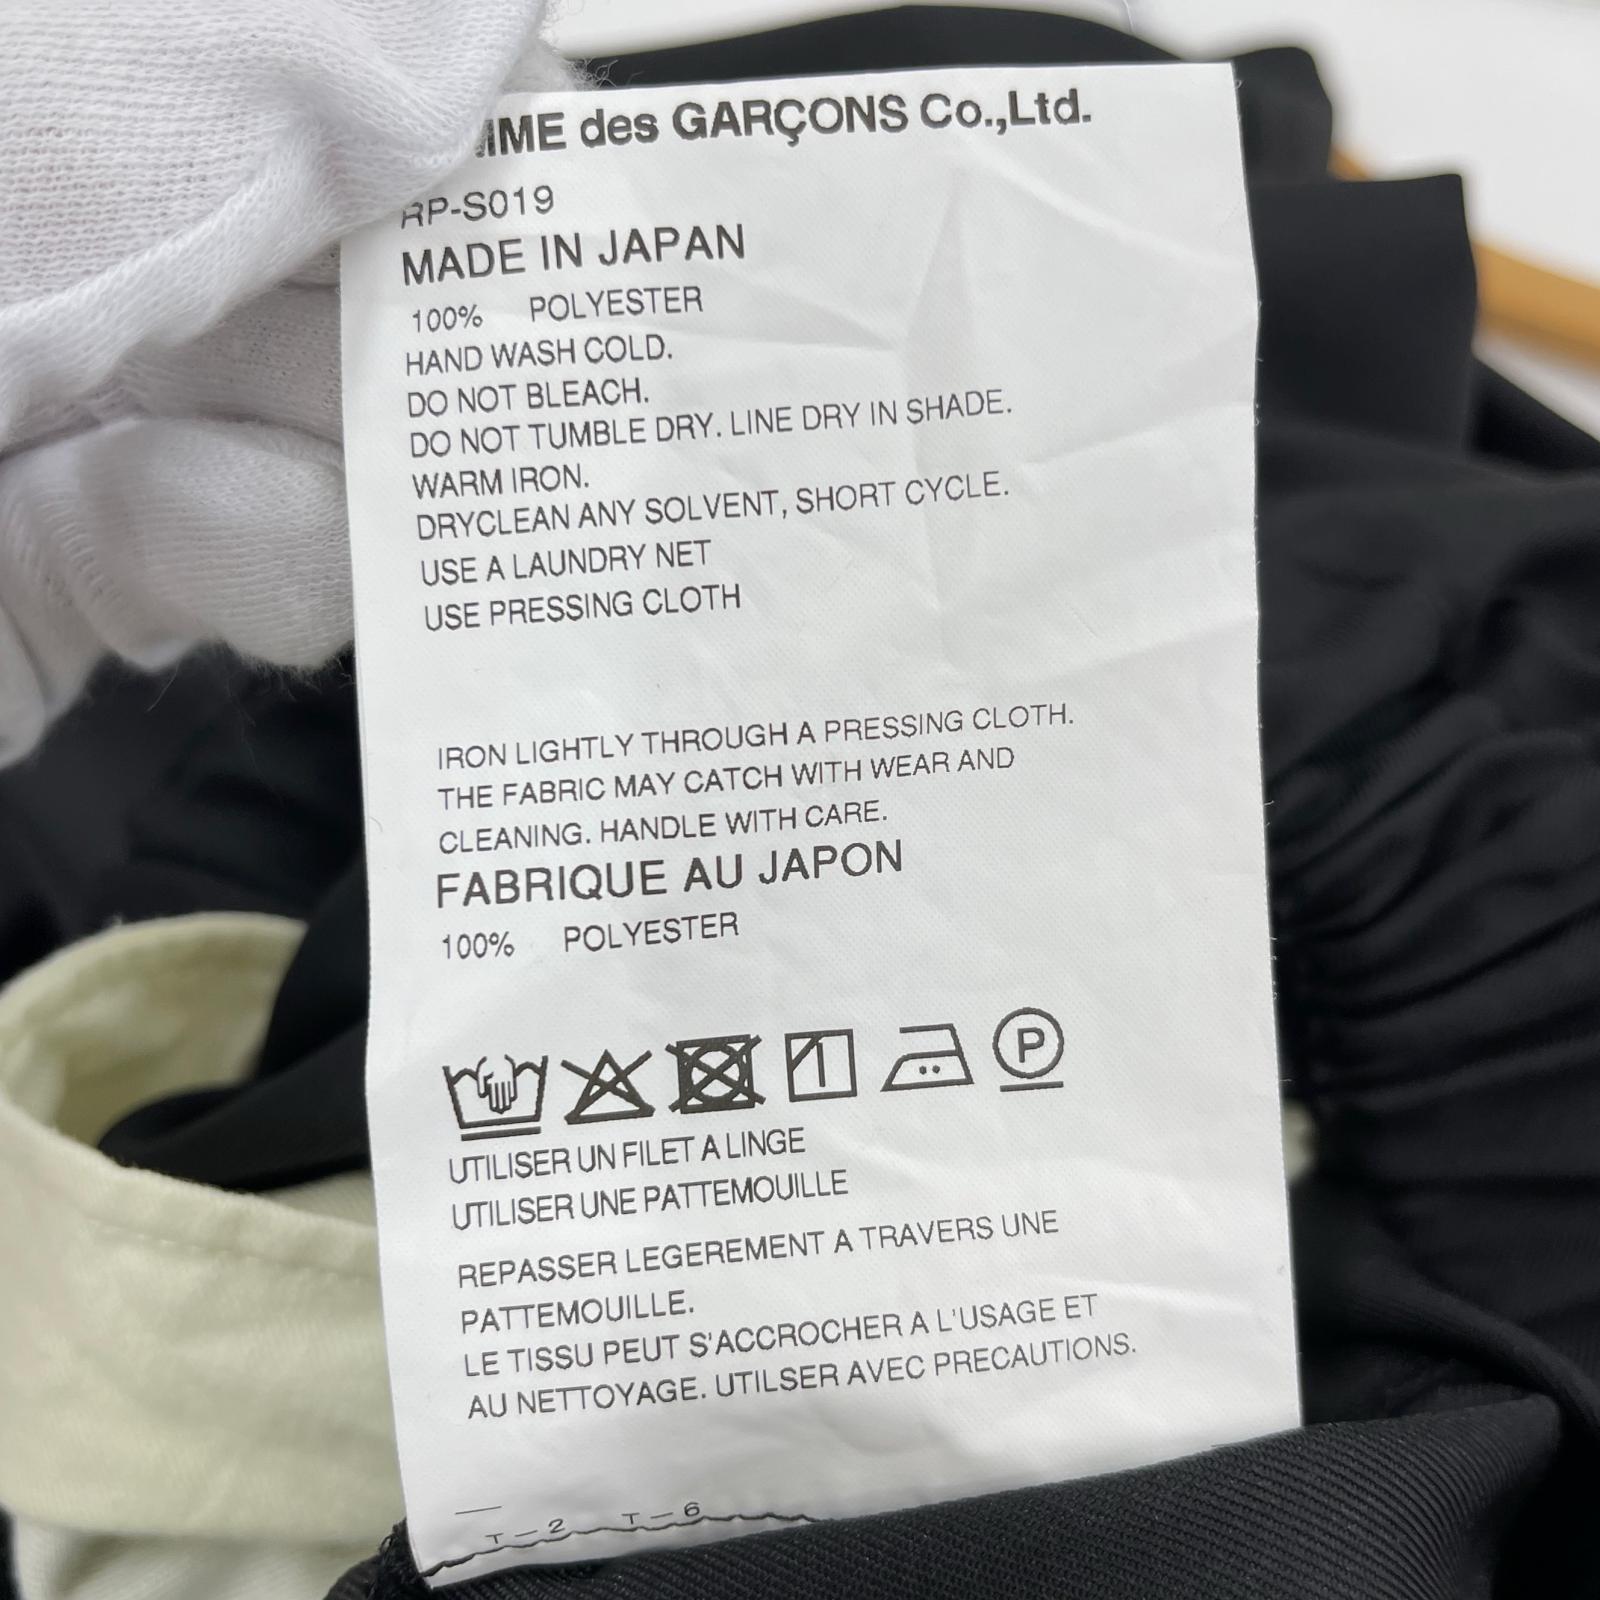 MME des GARÇONS Co.,Ltd.
RP-S019
MADE IN JAPAN
100% POLYESTER
HAND WASH COLD.
DO NOT BLEACH.
DO NOT TUMBLE DRY. LINE DRY IN SHADE.
WARM IRON.
DRYCLEAN ANY SOLVENT, SHORT CYCLE.
USE A LAUNDRY NET
USE PRESSING CLOTH
IRON LIGHTLY THROUGH A PRESSING CLOTH.
THE FABRIC MAY CATCH WITH WEAR AND
CLEANING. HANDLE WITH CARE.
FABRIQUE AU JAPON
100% POLYESTER
P
UTILISER UN FILET A LINGE
UTILISER UNE PATTEMOUILLE
REPASSER LEGEREMENT A TRAVERS UNE
PATTEMOUILLE.
LE TISSU PEUT S'ACCROCHER A L'USAGE ET
AU NETTOYAGE. UTILSER AVEC PRECAUTIONS.
T-2 T-6